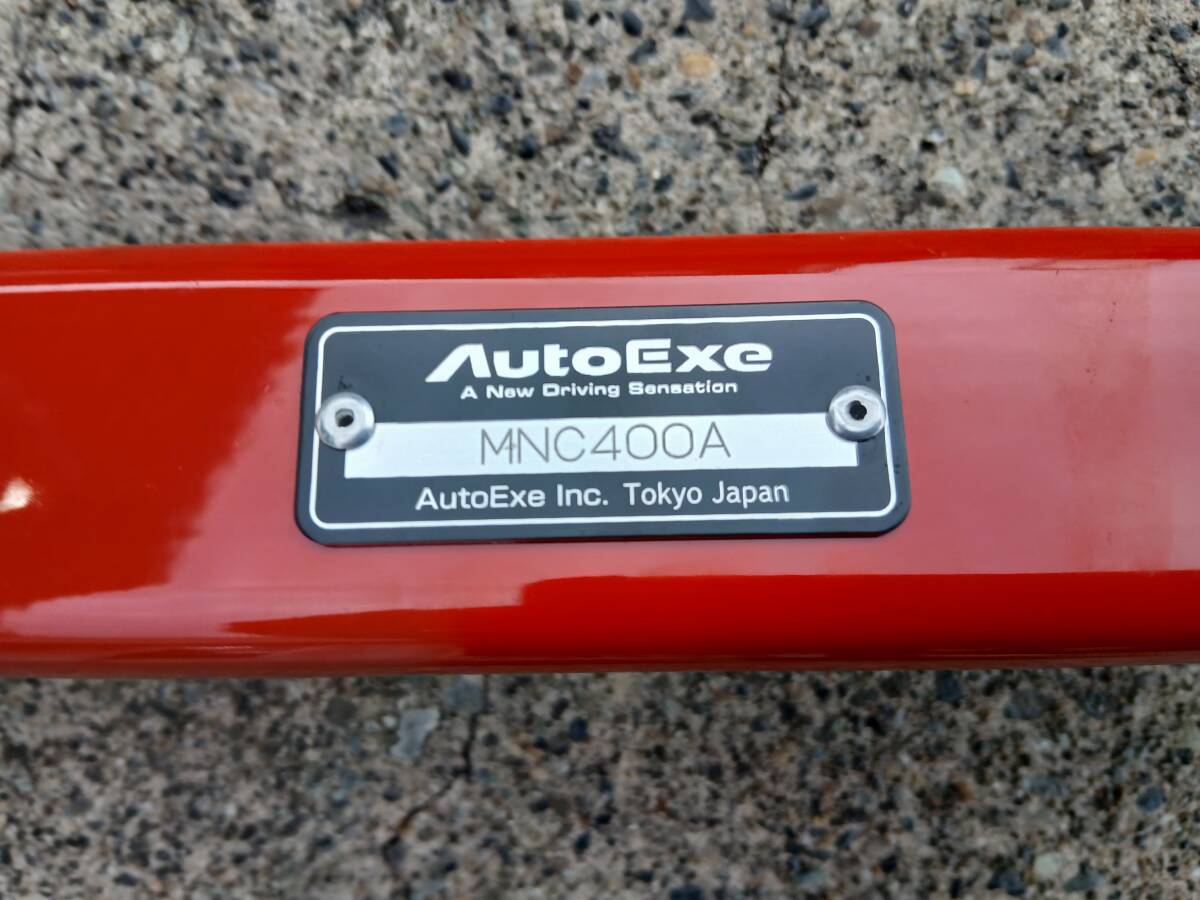 AutoExe
A New Driving Sensation
MNC400A
AutoExe Inc. Tokyo Japan